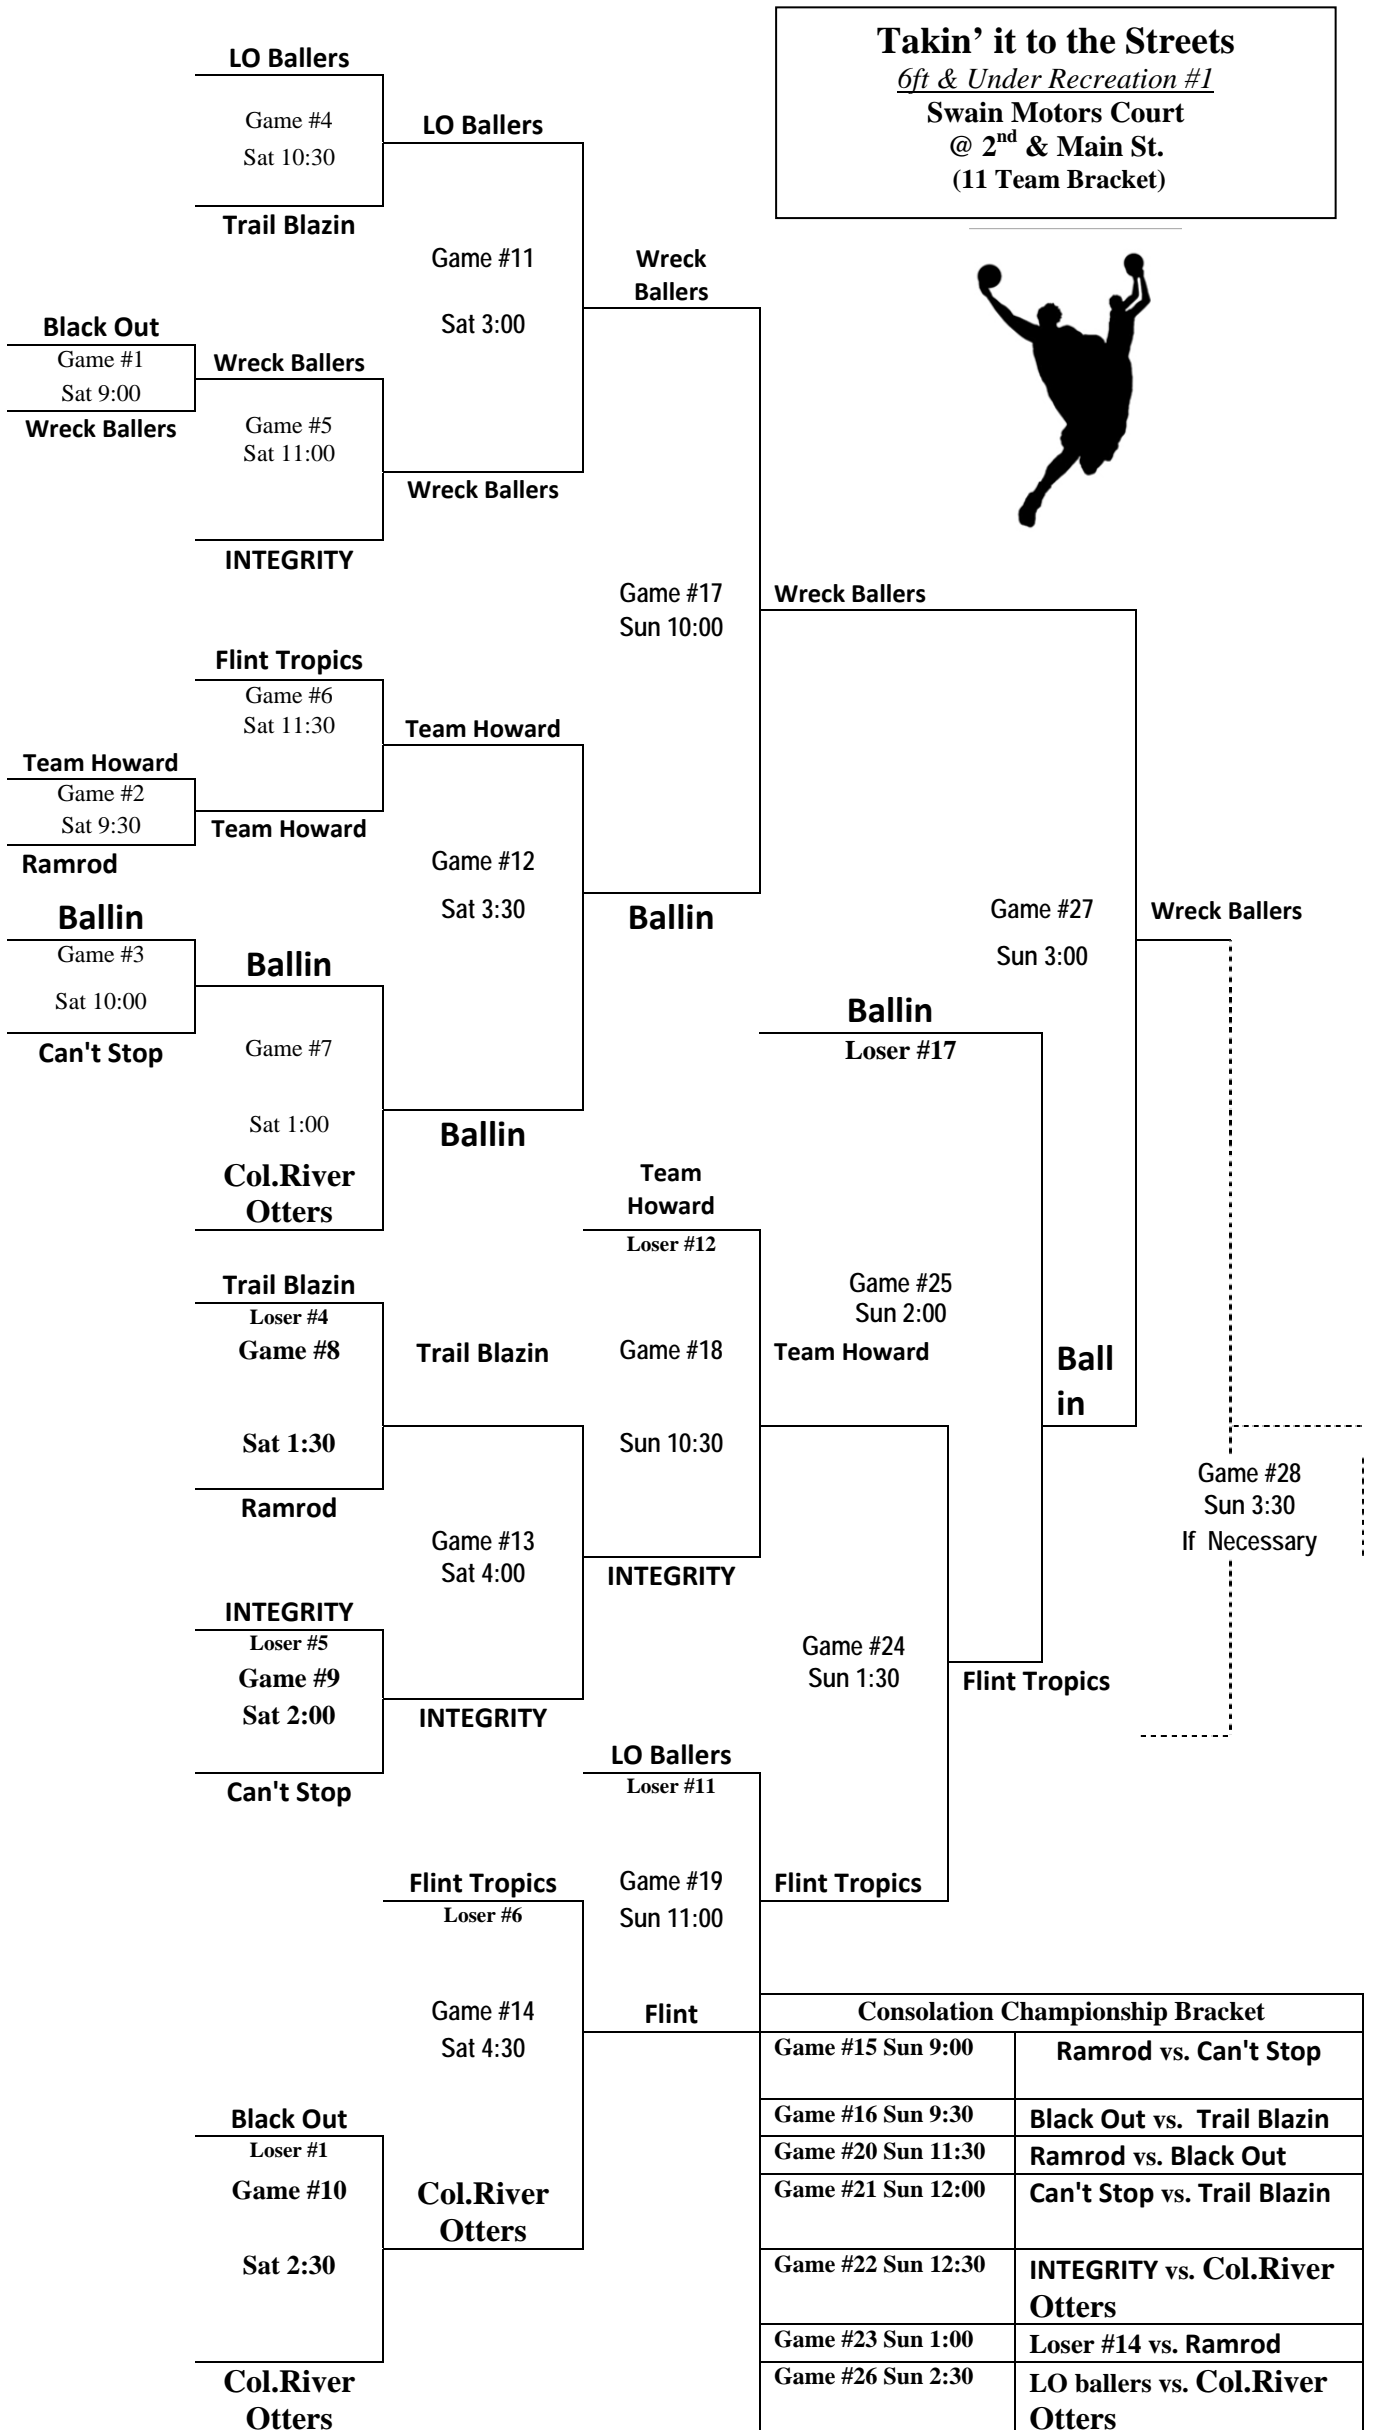 Takin’ it to the Streets
6ft & Under Recreation #1
Swain Motors Court
@ 2nd & Main St.
(11 Team Bracket)
LO Ballers
Game #4
Sat 10:30
LO Ballers
Trail Blazin
Game #11
Sat 3:00
Wreck
Ballers
Black Out
Game #1
Sat 9:00
Wreck Ballers
Wreck Ballers
Game #5
Sat 11:00
Wreck Ballers
INTEGRITY
Game #17
Sun 10:00
Wreck Ballers
Flint Tropics
Game #6
Sat 11:30
Team Howard
Team Howard
Game #2
Sat 9:30
Team Howard
Ramrod
Game #12
Sat 3:30
Ballin
Ballin
Game #3
Sat 10:00
Ballin
Can't Stop
Game #7
Sat 1:00
Ballin
Col.River
Otters
Game #27
Sun 3:00
Wreck Ballers
Ballin
Loser #17
Team
Howard
Loser #12
Trail Blazin
Loser #4
Game #8
Sat 1:30
Ramrod
Trail Blazin
Game #18
Sun 10:30
Game #25
Sun 2:00
Team Howard
Ball
in
Game #28
Sun 3:30
If Necessary
Game #13
Sat 4:00
INTEGRITY
INTEGRITY
Loser #5
Game #9
Sat 2:00
INTEGRITY
Can't Stop
Game #24
Sun 1:30
Flint Tropics
LO Ballers
Loser #11
Flint Tropics
Loser #6
Game #19
Sun 11:00
Flint Tropics
Game #14
Sat 4:30
Flint
Black Out
Loser #1
Game #10
Sat 2:30
Col.River
Otters
Col.River
Otters
Consolation Championship Bracket
Game #15 Sun 9:00 Ramrod vs. Can't Stop
Game #16 Sun 9:30 Black Out vs. Trail Blazin
Game #20 Sun 11:30 Ramrod vs. Black Out
Game #21 Sun 12:00 Can't Stop vs. Trail Blazin
Game #22 Sun 12:30 INTEGRITY vs. Col.River
Otters
Game #23 Sun 1:00 Loser #14 vs. Ramrod
Game #26 Sun 2:30 LO ballers vs. Col.River
Otters